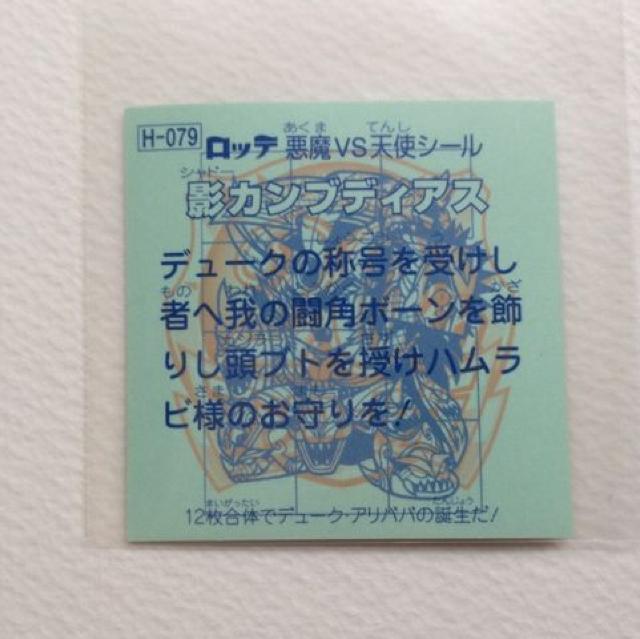 H-079 ロッテ 悪魔VS天使シール
影カンブディアス
デュークの称号を受けし
者へ我の闘角ボーンを飾
りし頭ブトを授けハムラ
ビ様のお守りを!
12枚合体でデューク・アリババの誕生だ!